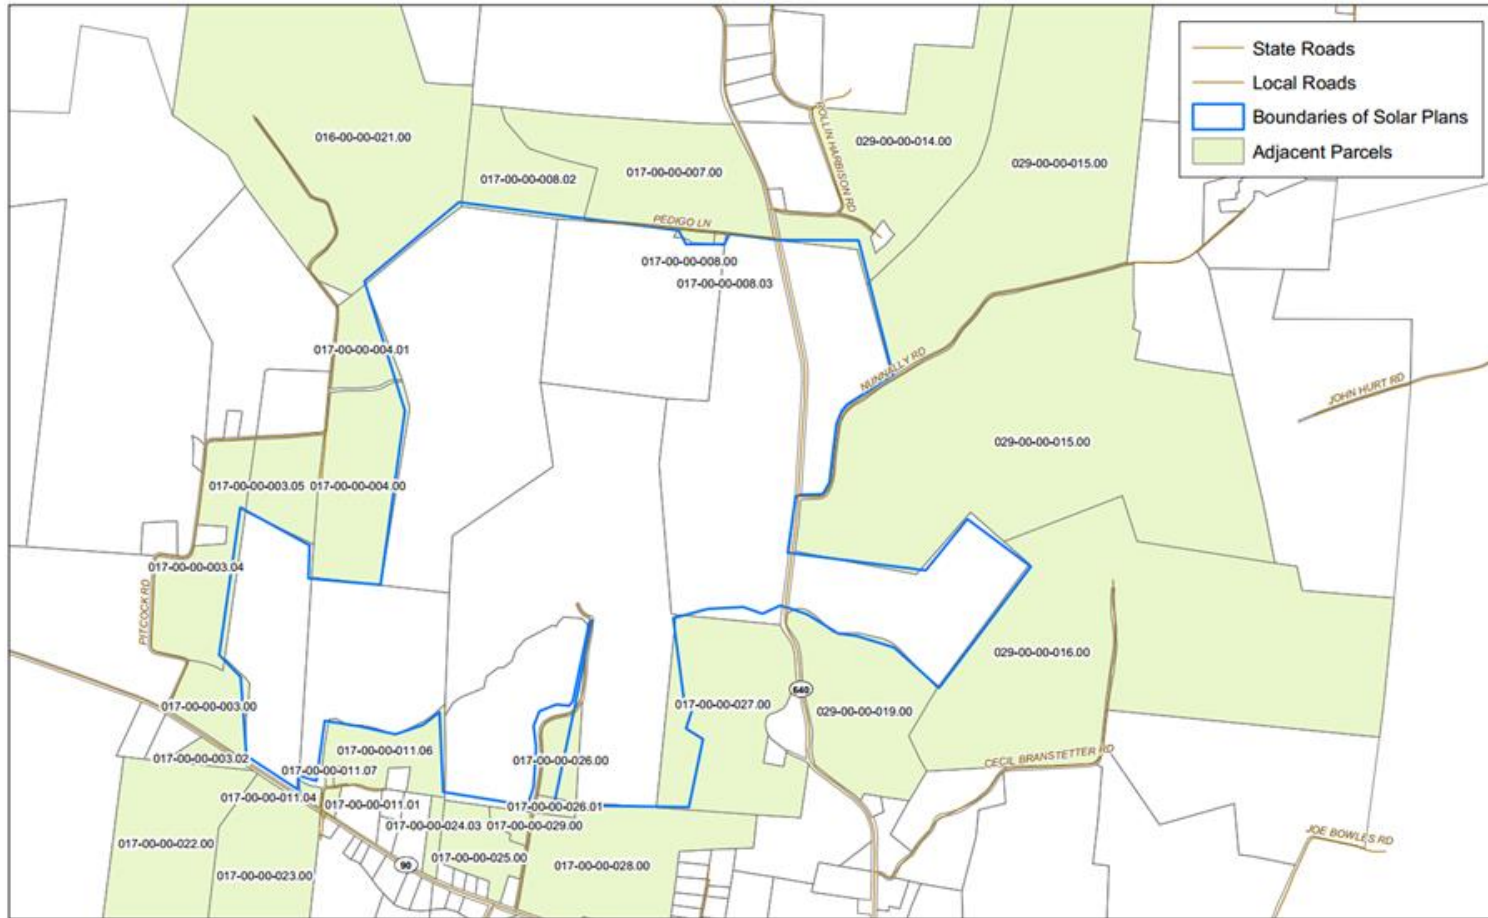 State Roads
Local Roads
Boundaries of Solar Plans
Adjacent Parcels
016-00-00-021.00
ROLLIN HARBISON RD
029-00-00-014.00
029-00-00-015.00
017-00-00-007.00
017-00-00-008.02
PEDIGO LN
017-00-00-008.00
017-00-00-008.03
017-00-00-004.01
NUNNALLY RD
JOHN HURT RD
029-00-00-015.00
017-00-00-003.05
017-00-00-004.00
017-00-00-003.04
PITCOCK RD
029-00-00-016.00
640
017-00-00-027.00
017-00-00-003.00
029-00-00-019.00
017-00-00-011.06
017-00-00-003.02
017-00-00-026.00
CECIL BRANSTETTER RD
017-00-00-011.07
017-00-00-011.04
017-00-00-011.01
017-00-00-026.01
017-00-00-024.03
017-00-00-029.00
JOE BOWLES RD
017-00-00-022.00
017-00-00-025.00
90
017-00-00-028.00
017-00-00-023.00